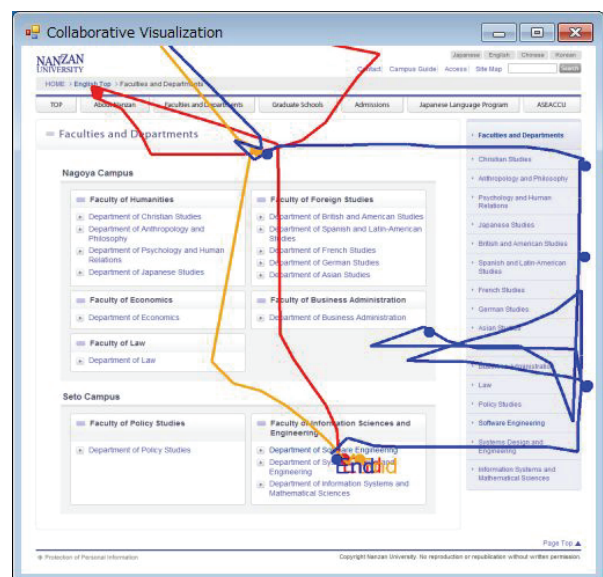 Collaborative Visualization
Japanese English Chinese Korean
NANZAN
UNIVERSITY
Contact Campus Guide Access Site Map Search
HOME > English Top > Faculties and Departments
TOP About Nanzan Faculties and Departments Graduate Schools Admissions Japanese Language Program ASEACCU
Faculties and Departments
Nagoya Campus
Faculty of Humanities
Department of Christian Studies
Department of Anthropology and
Philosophy
Department of Psychology and Human
Relations
Department of Japanese Studies
Faculty of Foreign Studies
Department of British and American Studies
Department of Spanish and Latin-American
Studies
Department of French Studies
Department of German Studies
Department of Asian Studies
Faculty of Economics
Department of Economics
Faculty of Business Administration
Department of Business Administration
Faculty of Law
Department of Law
Seto Campus
Faculty of Policy Studies
Department of Policy Studies
Faculty of Information Sciences and
Engineering
Department of Software Engineering
Department of Systems Design and
Engineering
Department of Information Systems and
Mathematical Sciences
End
Faculties and Departments
Christian Studies
Anthropology and Philosophy
Psychology and Human
Relations
Japanese Studies
British and American Studies
Spanish and Latin-American
Studies
French Studies
German Studies
Asian Studies
Business Administration
Law
Policy Studies
Software Engineering
Systems Design and
Engineering
Information Systems and
Mathematical Sciences
Page Top
Protection of Personal Information
Copyright Nanzan University. No reproduction or republication without written permission.